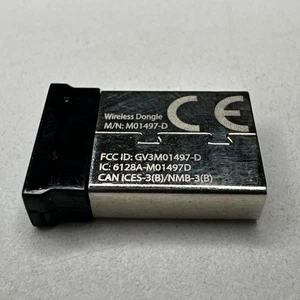 Wireless Dongle
M/N: M01497-D
CE
FCC ID: GV3M01497-D
IC: 6128A-M01497D
CAN ICES-3(B)/NMB-3(B)